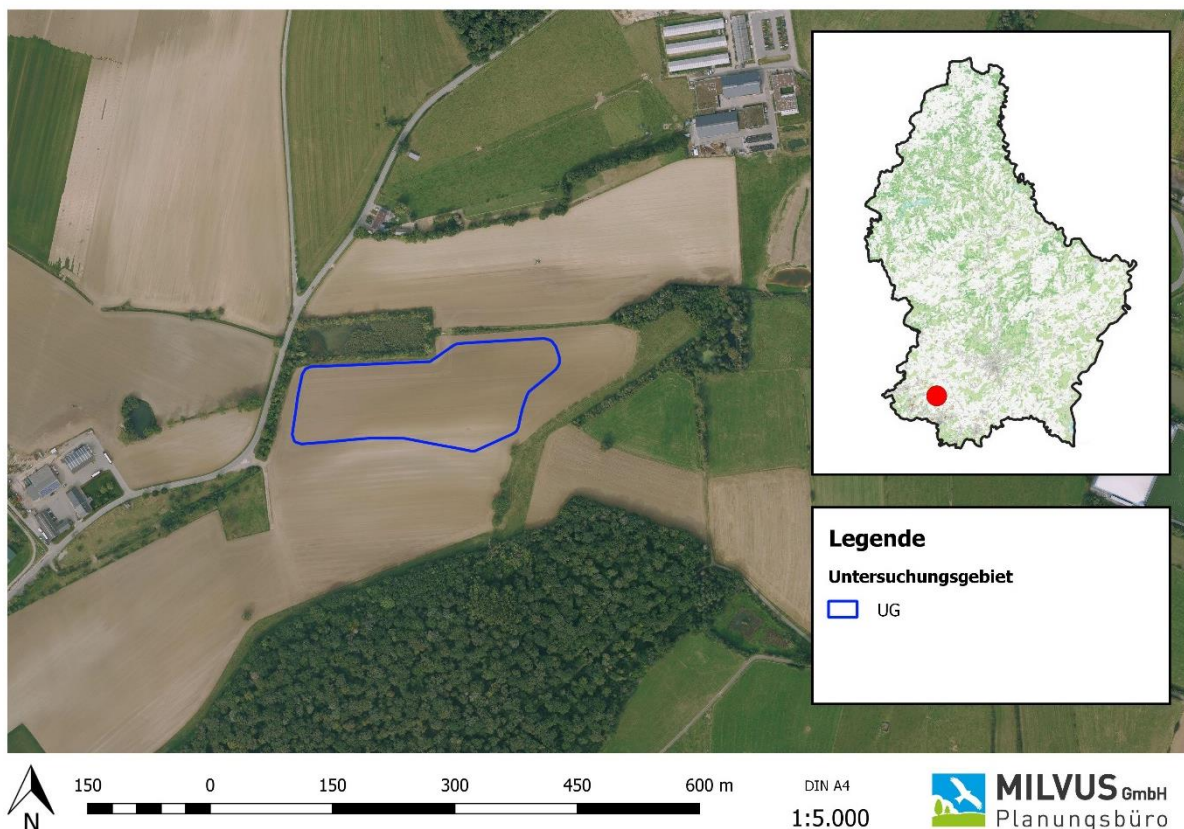 Legende
Untersuchungsgebiet
UG
150 0 150 300 450 600 m
N
DIN A4
1:5.000
MILVUS GmbH
Planungsbüro